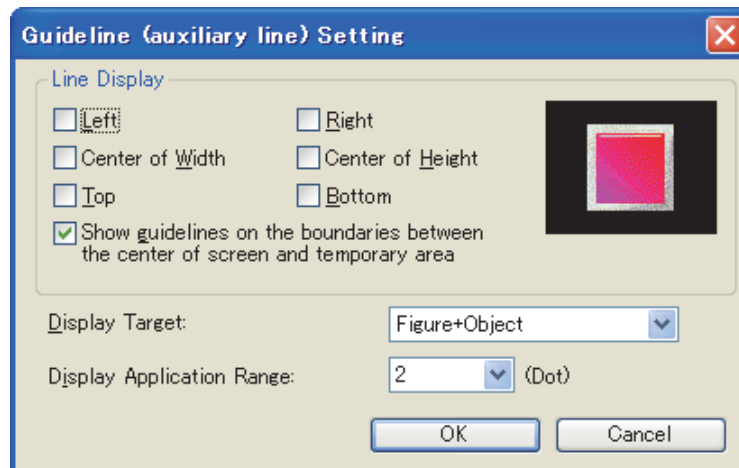 Guideline (auxiliary line) Setting
Line Display
Left Right
Center of Width Center of Height
Top Bottom
Show guidelines on the boundaries between
the center of screen and temporary area
Display Target: Figure+Object
Display Application Range: 2 (Dot)
OK Cancel